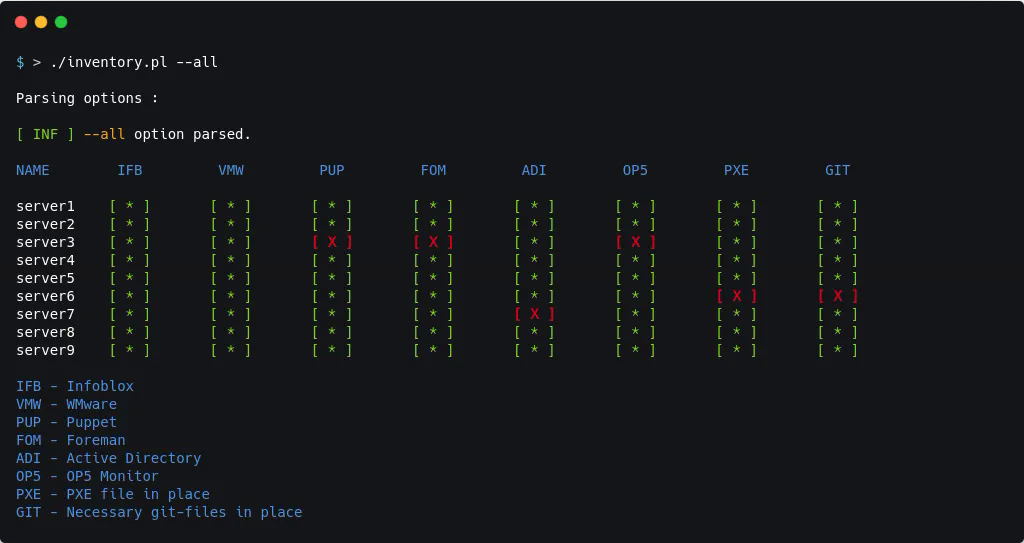 $ > ./inventory.pl --all
Parsing options :
[ INF ] --all option parsed.
NAME IFB VMW PUP FOM ADI OP5 PXE GIT
server1 [ * ] [ * ] [ * ] [ * ] [ * ] [ * ] [ * ] [ * ]
server2 [ * ] [ * ] [ * ] [ * ] [ * ] [ * ] [ * ] [ * ]
server3 [ * ] [ * ] [ X ] [ X ] [ * ] [ X ] [ * ] [ * ]
server4 [ * ] [ * ] [ * ] [ * ] [ * ] [ * ] [ * ] [ * ]
server5 [ * ] [ * ] [ * ] [ * ] [ * ] [ * ] [ * ] [ * ]
server6 [ * ] [ * ] [ * ] [ * ] [ * ] [ * ] [ X ] [ X ]
server7 [ * ] [ * ] [ * ] [ * ] [ X ] [ * ] [ * ] [ * ]
server8 [ * ] [ * ] [ * ] [ * ] [ * ] [ * ] [ * ] [ * ]
server9 [ * ] [ * ] [ * ] [ * ] [ * ] [ * ] [ * ] [ * ]
IFB - Infoblox
VMW - WMware
PUP - Puppet
FOM - Foreman
ADI - Active Directory
OP5 - OP5 Monitor
PXE - PXE file in place
GIT - Necessary git-files in place